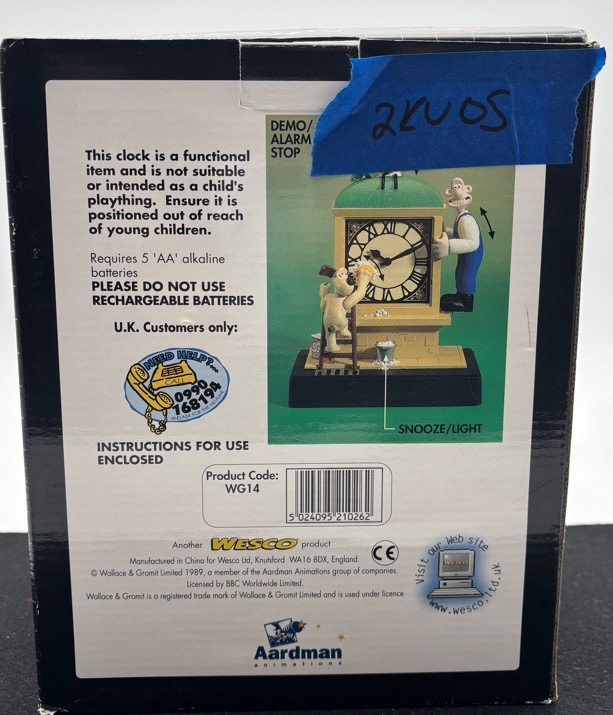 2KU05
DEMO/
ALARM
STOP
This clock is a functional
item and is not suitable
or intended as a child's
plaything. Ensure it is
positioned out of reach
of young children.
Requires 5 'AA' alkaline
batteries
PLEASE DO NOT USE
RECHARGEABLE BATTERIES
U.K. Customers only:
NEED HELP?...
CALL
0990
168194
SNOOZE/LIGHT
INSTRUCTIONS FOR USE
ENCLOSED
Product Code:
WG14
5 024095 210262
Another WESCO product
Manufactured in China for Wesco Ltd, Knutsford WA16 8DX, England.
© Wallace & Gromit Limited 1989, a member of the Aardman Animations group of companies.
Licensed by BBC Worldwide Limited.
Wallace & Gromit is a registered trade mark of Wallace & Gromit Limited and is used under licence
CE
Visit our Web site
www.wesco.ltd.uk
Aardman
animations